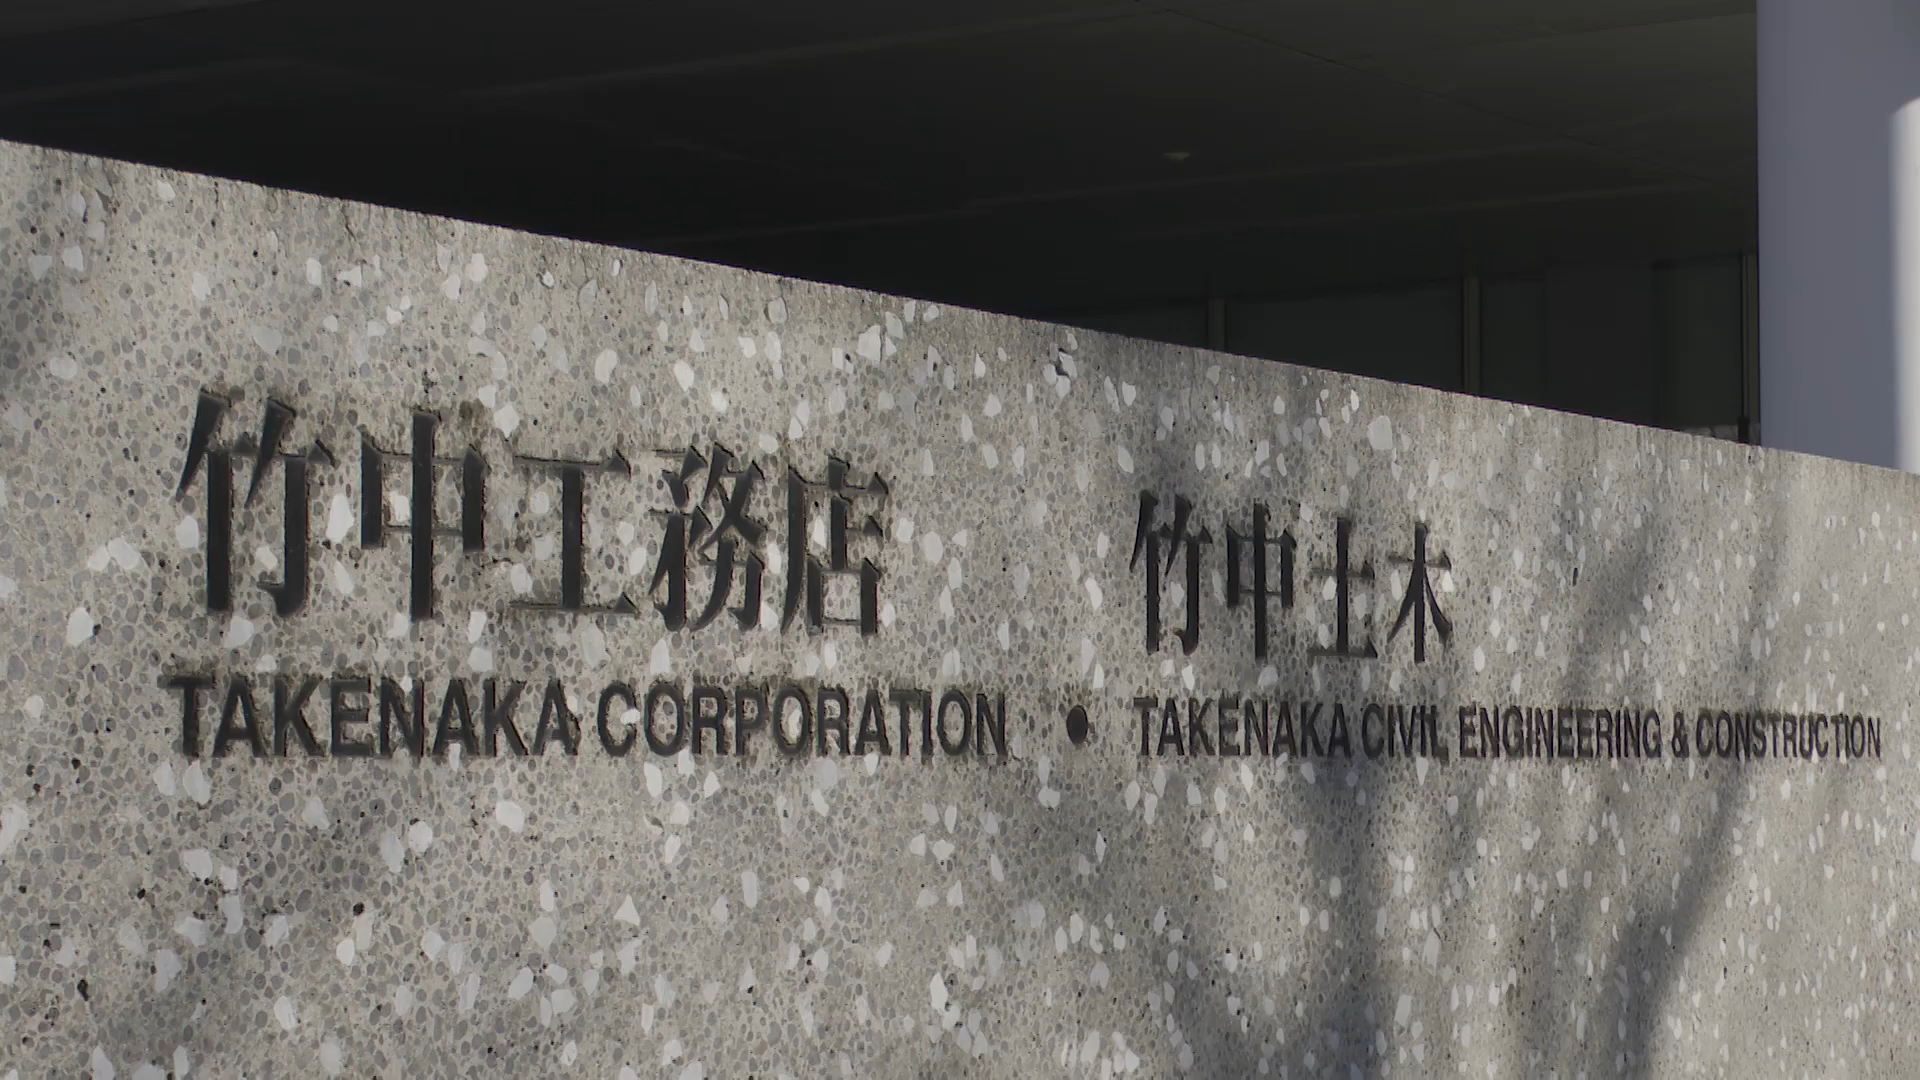 竹中工務店 竹中土木
TAKENAKA CORPORATION • TAKENAKA CIVIL ENGINEERING & CONSTRUCTION